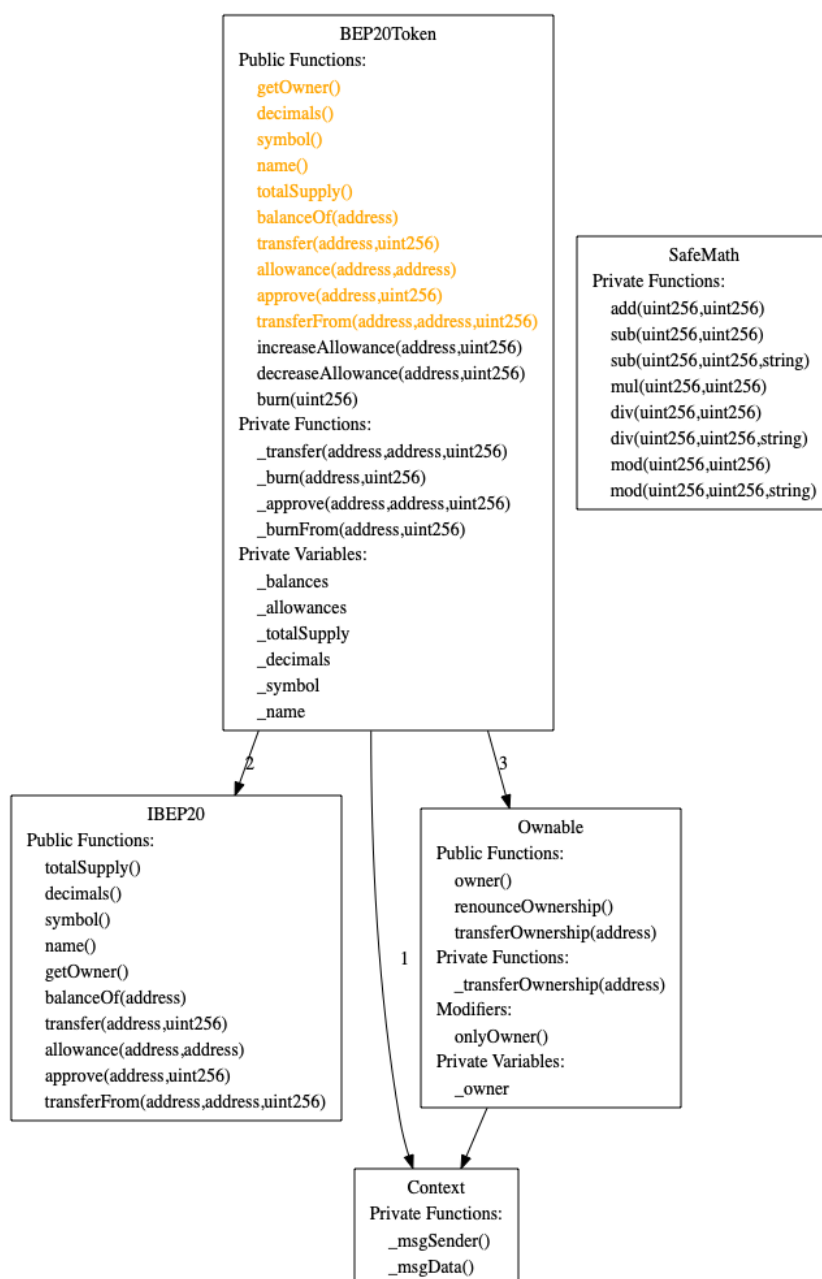 BEP20Token
Public Functions:
getOwner()
decimals()
symbol()
name()
totalSupply()
balanceOf(address)
transfer(address,uint256)
allowance(address,address)
approve(address,uint256)
transferFrom(address,address,uint256)
increaseAllowance(address,uint256)
decreaseAllowance(address,uint256)
burn(uint256)
Private Functions:
_transfer(address,address,uint256)
_burn(address,uint256)
_approve(address,address,uint256)
_burnFrom(address,uint256)
Private Variables:
_balances
_allowances
_totalSupply
_decimals
_symbol
_name
SafeMath
Private Functions:
add(uint256,uint256)
sub(uint256,uint256)
sub(uint256,uint256,string)
mul(uint256,uint256)
div(uint256,uint256)
div(uint256,uint256,string)
mod(uint256,uint256)
mod(uint256,uint256,string)
2
3
IBEP20
Public Functions:
totalSupply()
decimals()
symbol()
name()
getOwner()
balanceOf(address)
transfer(address,uint256)
allowance(address,address)
approve(address,uint256)
transferFrom(address,address,uint256)
1
Ownable
Public Functions:
owner()
renounceOwnership()
transferOwnership(address)
Private Functions:
_transferOwnership(address)
Modifiers:
onlyOwner()
Private Variables:
_owner
Context
Private Functions:
_msgSender()
_msgData()